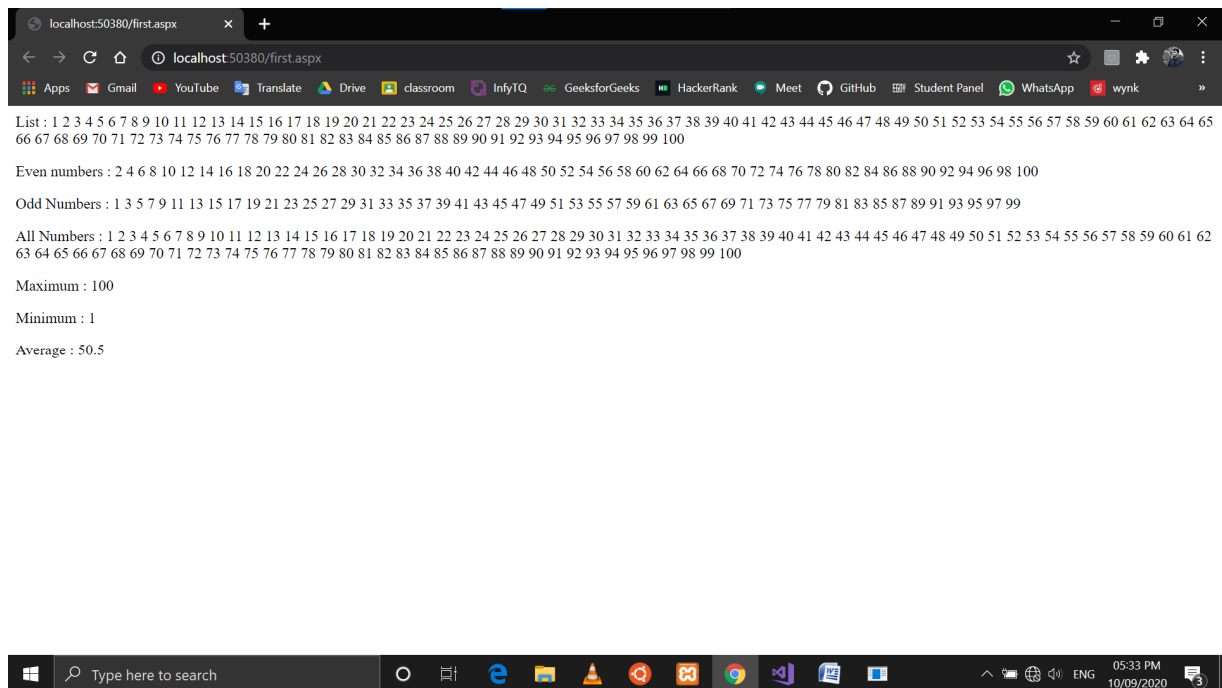 localhost:50380/first.aspx
localhost:50380/first.aspx
Apps Gmail YouTube Translate Drive classroom InfyTQ GeeksforGeeks HackerRank Meet GitHub Student Panel WhatsApp wynk »
List : 1 2 3 4 5 6 7 8 9 10 11 12 13 14 15 16 17 18 19 20 21 22 23 24 25 26 27 28 29 30 31 32 33 34 35 36 37 38 39 40 41 42 43 44 45 46 47 48 49 50 51 52 53 54 55 56 57 58 59 60 61 62 63 64 65
66 67 68 69 70 71 72 73 74 75 76 77 78 79 80 81 82 83 84 85 86 87 88 89 90 91 92 93 94 95 96 97 98 99 100
Even numbers : 2 4 6 8 10 12 14 16 18 20 22 24 26 28 30 32 34 36 38 40 42 44 46 48 50 52 54 56 58 60 62 64 66 68 70 72 74 76 78 80 82 84 86 88 90 92 94 96 98 100
Odd Numbers : 1 3 5 7 9 11 13 15 17 19 21 23 25 27 29 31 33 35 37 39 41 43 45 47 49 51 53 55 57 59 61 63 65 67 69 71 73 75 77 79 81 83 85 87 89 91 93 95 97 99
All Numbers : 1 2 3 4 5 6 7 8 9 10 11 12 13 14 15 16 17 18 19 20 21 22 23 24 25 26 27 28 29 30 31 32 33 34 35 36 37 38 39 40 41 42 43 44 45 46 47 48 49 50 51 52 53 54 55 56 57 58 59 60 61 62
63 64 65 66 67 68 69 70 71 72 73 74 75 76 77 78 79 80 81 82 83 84 85 86 87 88 89 90 91 92 93 94 95 96 97 98 99 100
Maximum : 100
Minimum : 1
Average : 50.5
Type here to search
ENG
05:33 PM
10/09/2020
3